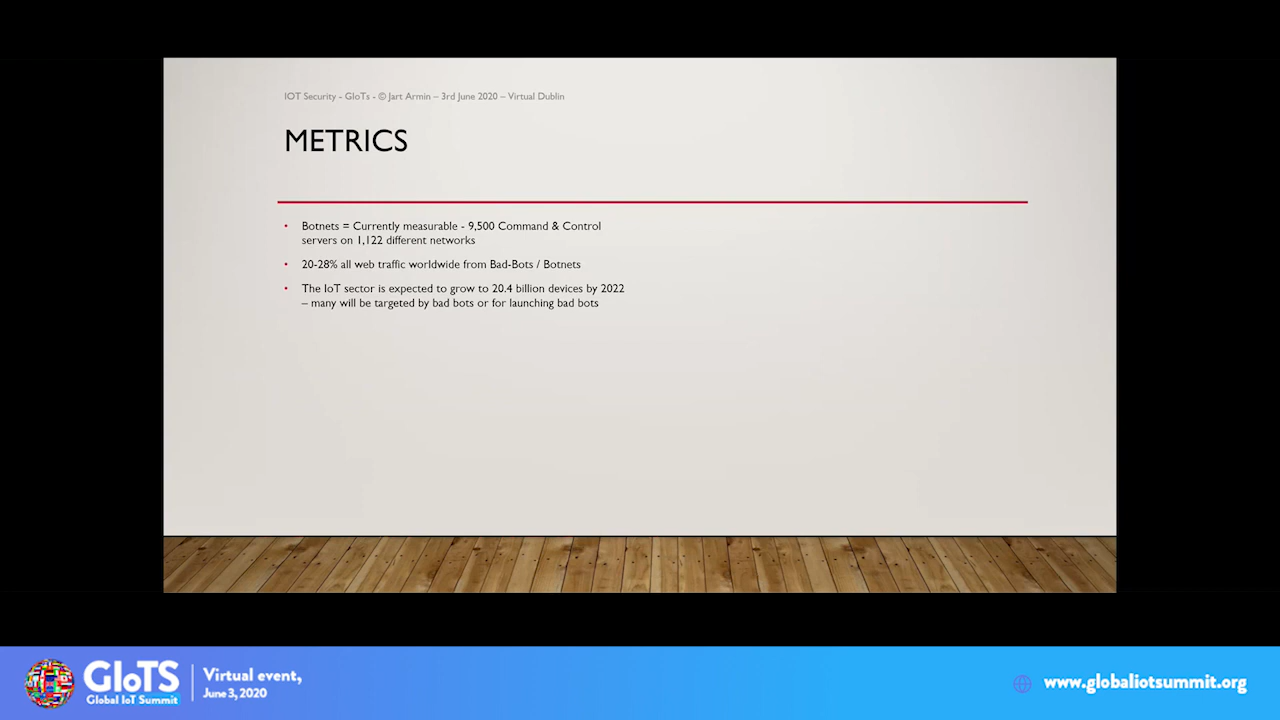 IOT Security - GIoTs - © Jart Armin – 3rd June 2020 – Virtual Dublin
METRICS
• Botnets = Currently measurable - 9,500 Command & Control
servers on 1,122 different networks
• 20-28% all web traffic worldwide from Bad-Bots / Botnets
• The IoT sector is expected to grow to 20.4 billion devices by 2022
– many will be targeted by bad bots or for launching bad bots
GIoTS
Global IoT Summit
Virtual event,
June 3, 2020
www.globaliotsummit.org